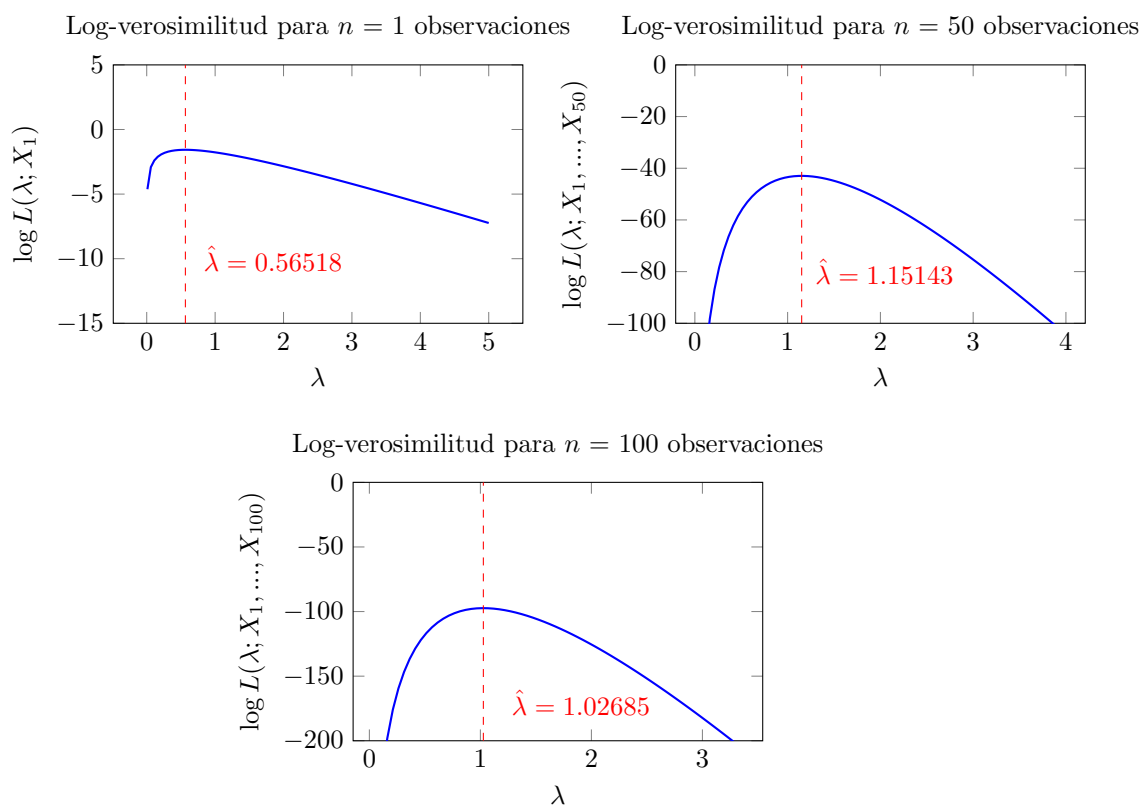 Log-verosimilitud para n = 1 observaciones
5
0
−5
−10
−15
log L(λ; X₁)
λ̂ = 0.56518
0 1 2 3 4 5
λ
Log-verosimilitud para n = 50 observaciones
0
−20
−40
−60
−80
−100
log L(λ; X₁, ..., X₅₀)
λ̂ = 1.15143
0 1 2 3 4
λ
Log-verosimilitud para n = 100 observaciones
0
−50
−100
−150
−200
log L(λ; X₁, ..., X₁₀₀)
λ̂ = 1.02685
0 1 2 3
λ